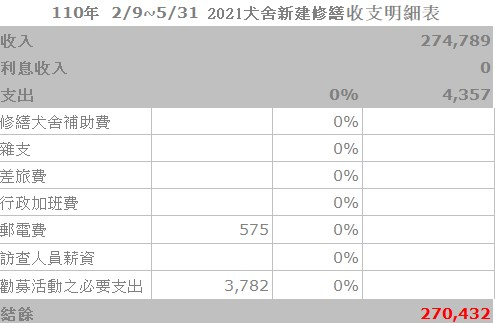 110年 2/9~5/31 2021犬舍新建修繕收支明細表
收入 274,789
利息收入 0
支出 0% 4,357
修繕犬舍補助費 0%
雜支 0%
差旅費 0%
行政加班費 0%
郵電費 575 0%
訪查人員薪資 0%
勸募活動之必要支出 3,782 0%
結餘 270,432